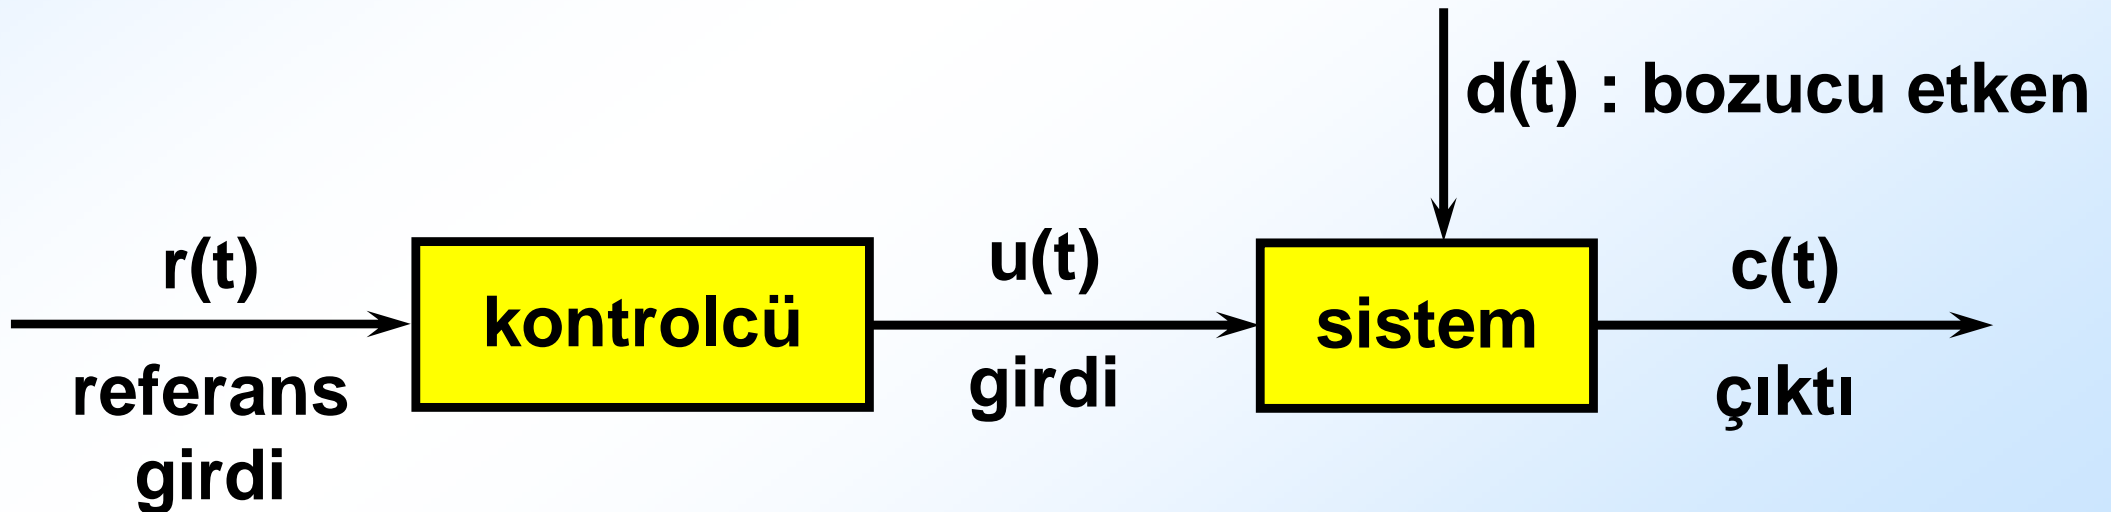 d(t) : bozucu etken
r(t)
kontrolcü
u(t)
sistem
c(t)
referans
girdi
girdi
çıktı